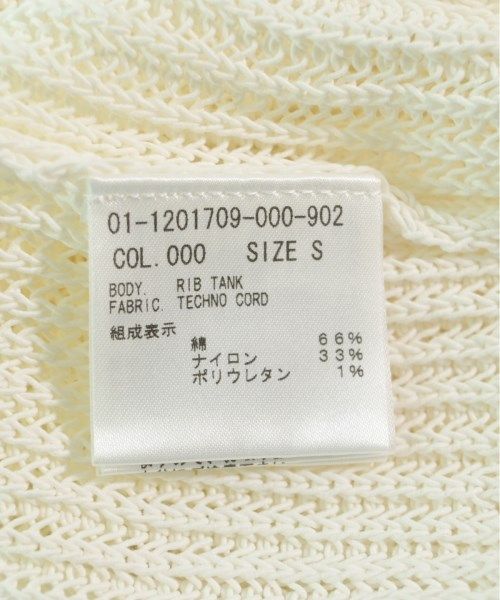 01-1201709-000-902
COL.000 SIZE S
BODY. RIB TANK
FABRIC. TECHNO CORD
組成表示
綿 66%
ナイロン 33%
ポリウレタン 1%